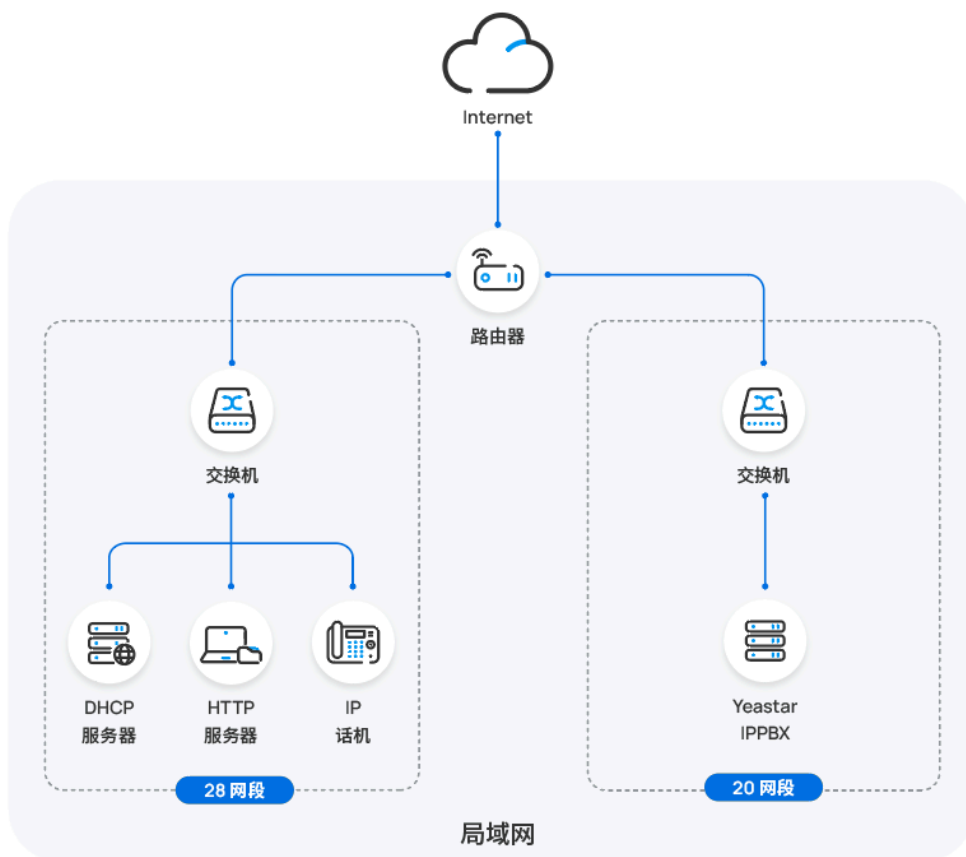 Internet
路由器
交换机
交换机
DHCP
服务器
HTTP
服务器
IP
话机
Yeastar
IPPBX
28 网段
20 网段
局域网